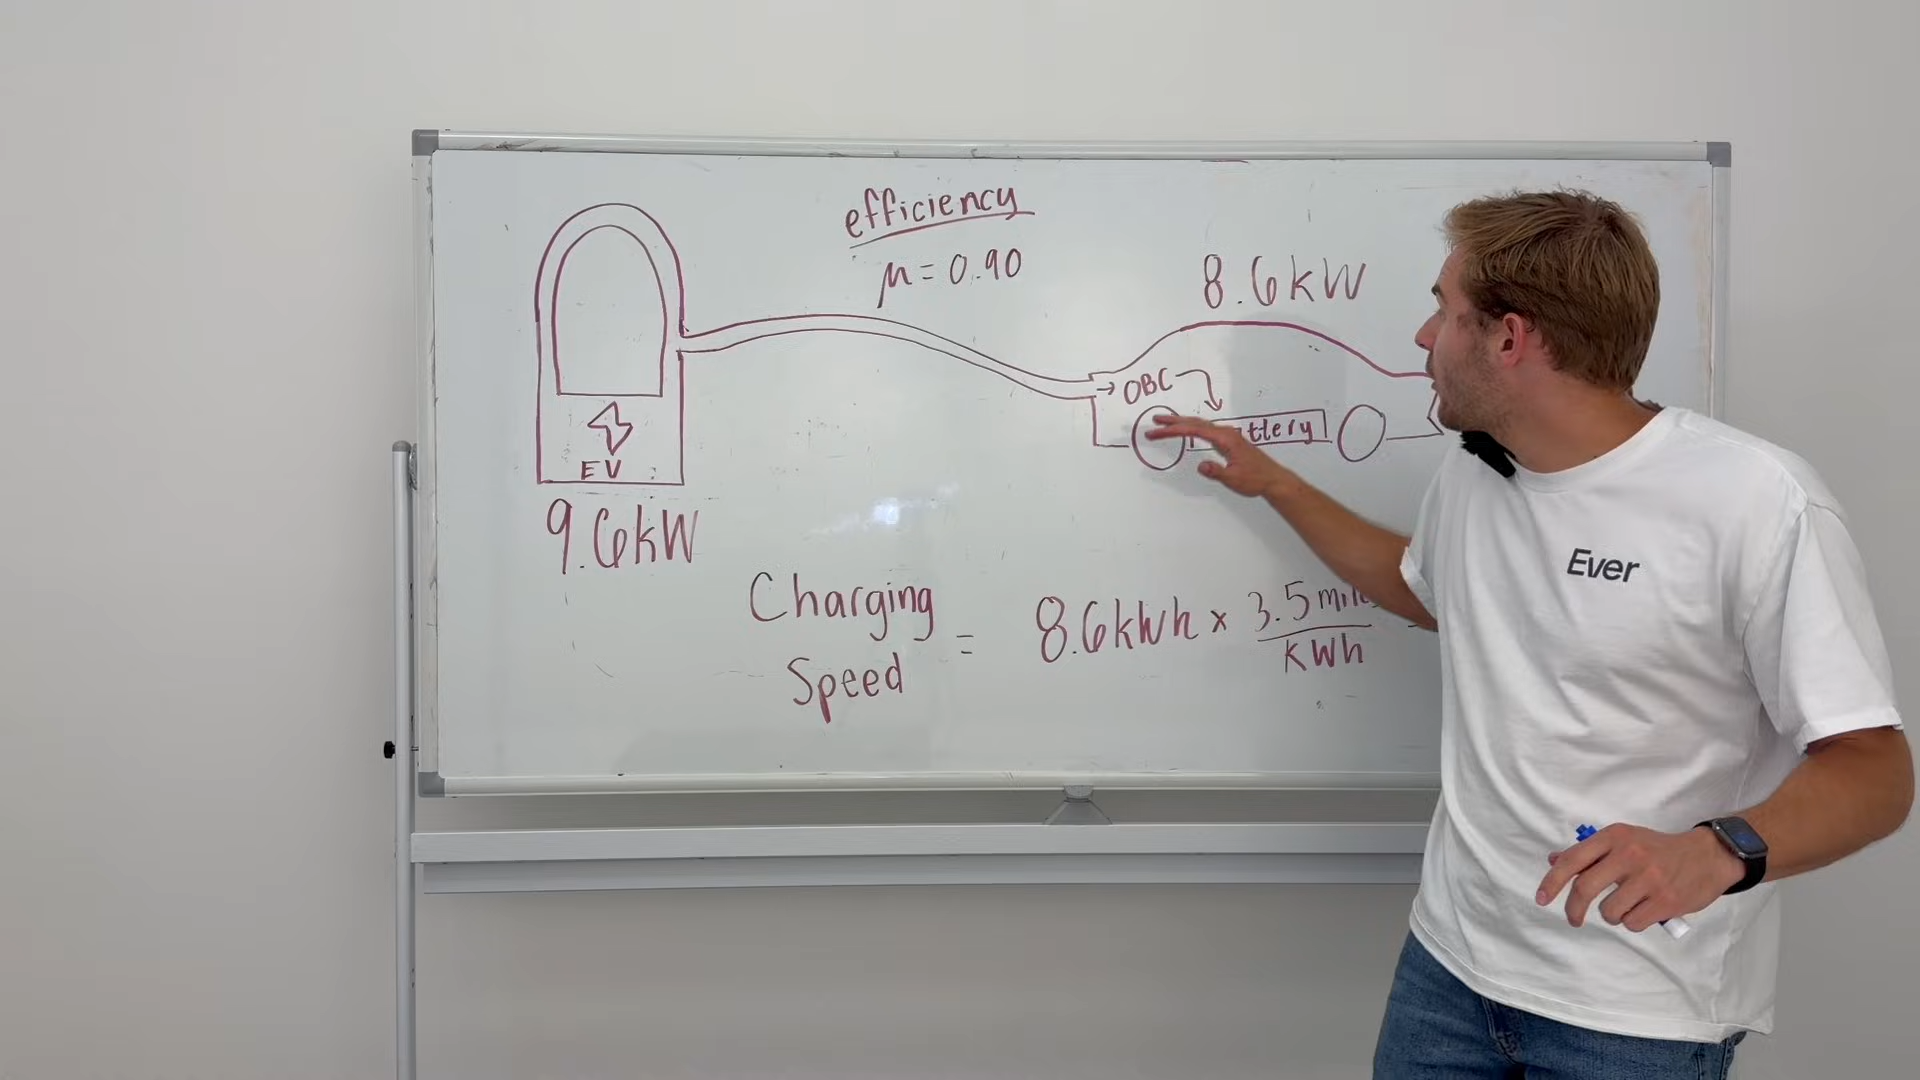 efficiency
μ = 0.90
8.6kW
→ OBC
EV
9.6kW
Charging
Speed
= 8.6kWh × 3.5
kWh
Ever